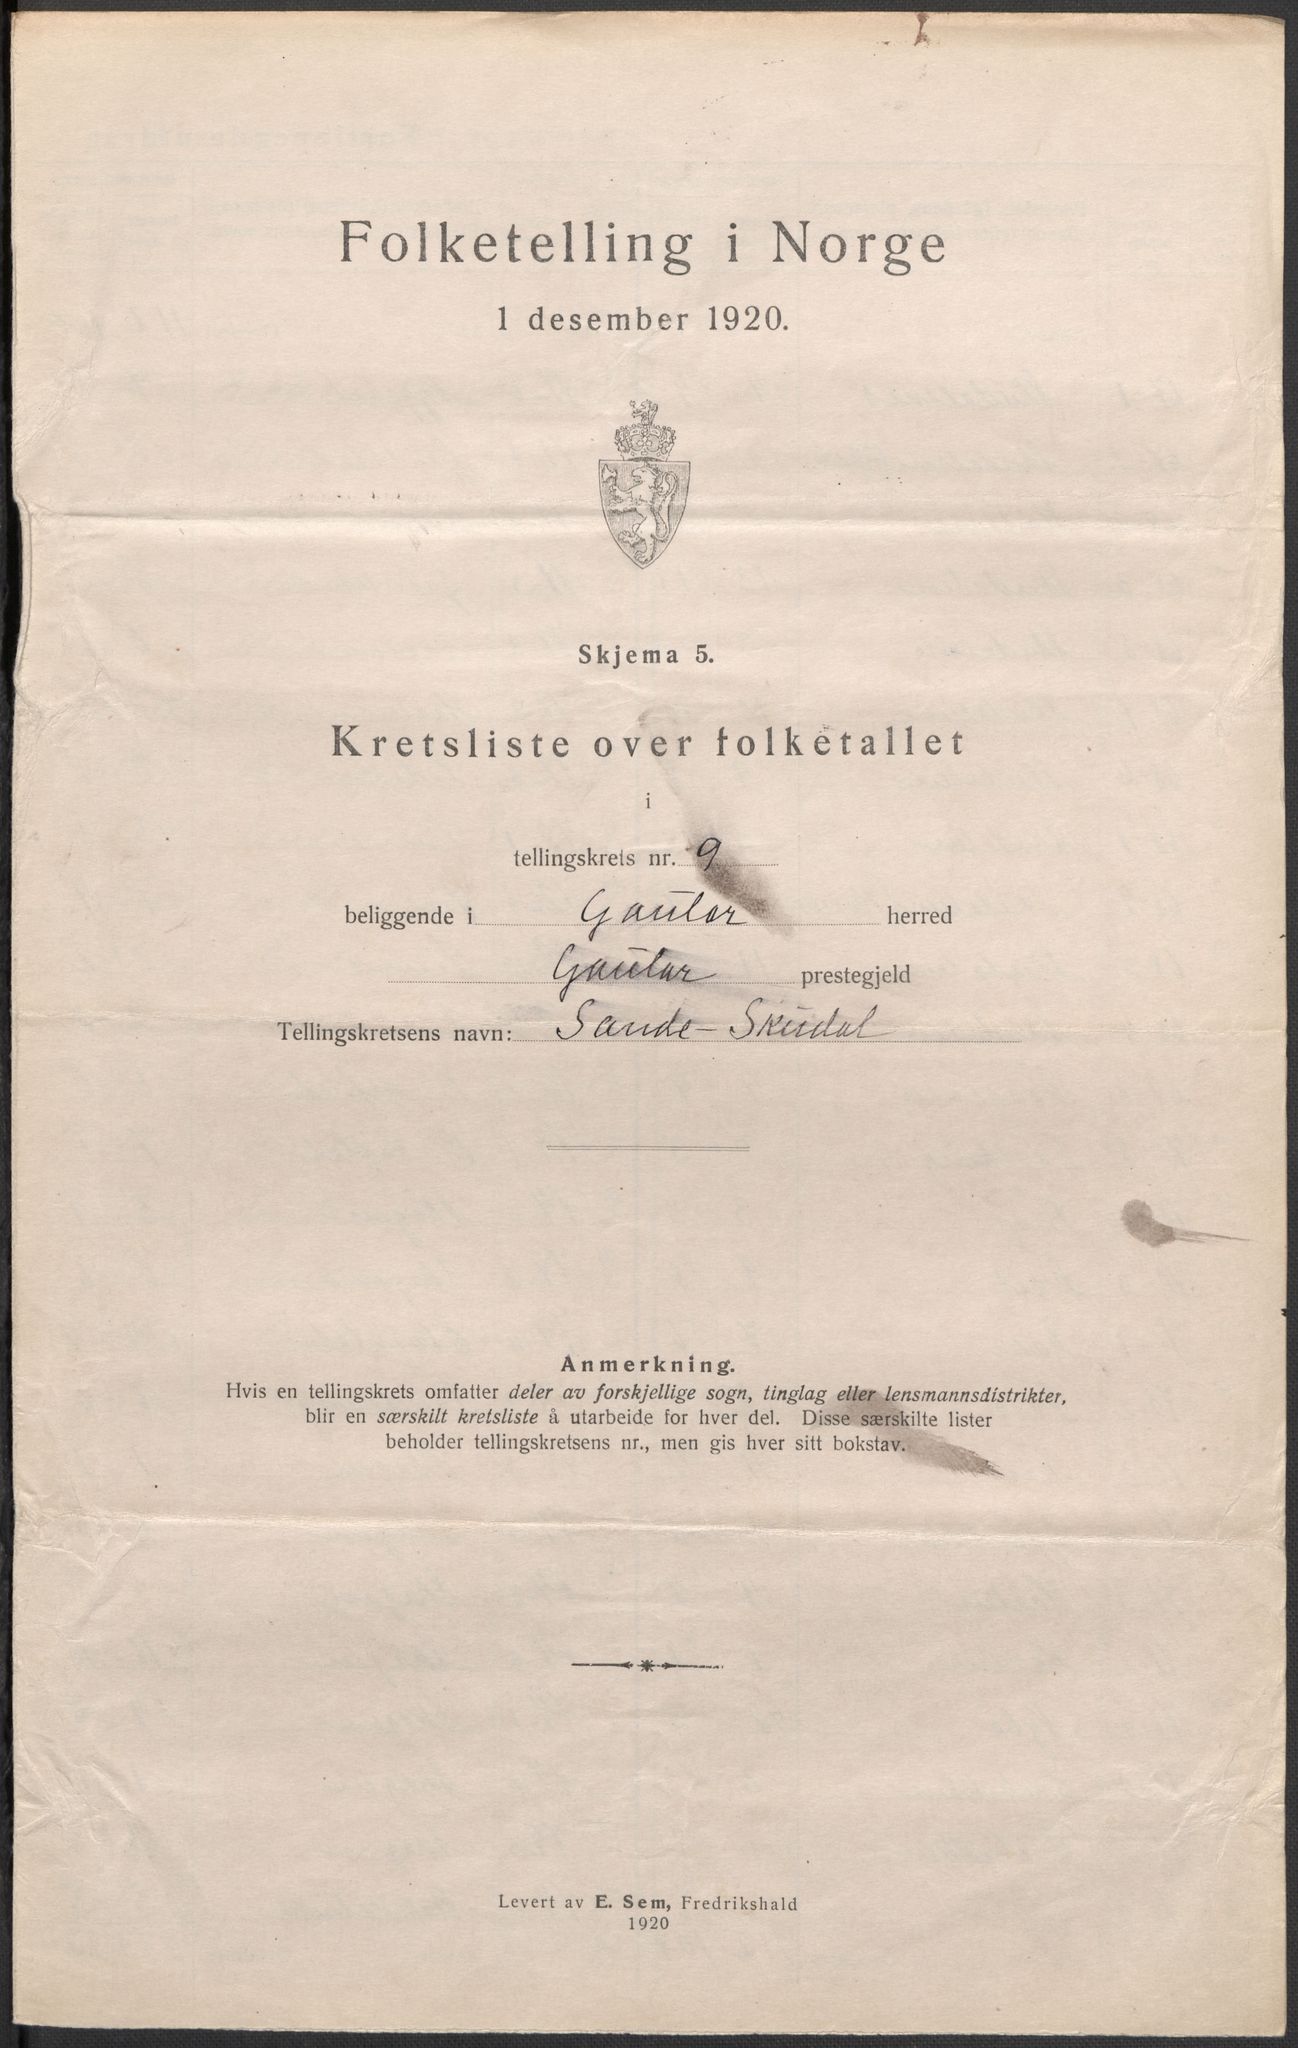 Folketelling i Norge
1 desember 1920.
Skjema 5.
Kretsliste over folketallet
i
tellingskrets nr. 9
beliggende i Gaular herred
Gaular prestegjeld
Tellingskretsens navn: Sande - Skudal
Anmerkning.
Hvis en tellingskrets omfatter deler av forskjellige sogn, tinglag eller lensmannsdistrikter,
blir en særskilt kretsliste å utarbeide for hver del. Disse særskilte lister
beholder tellingskretsens nr., men gis hver sitt bokstav.
Levert av E. Sem, Fredrikshald
1920